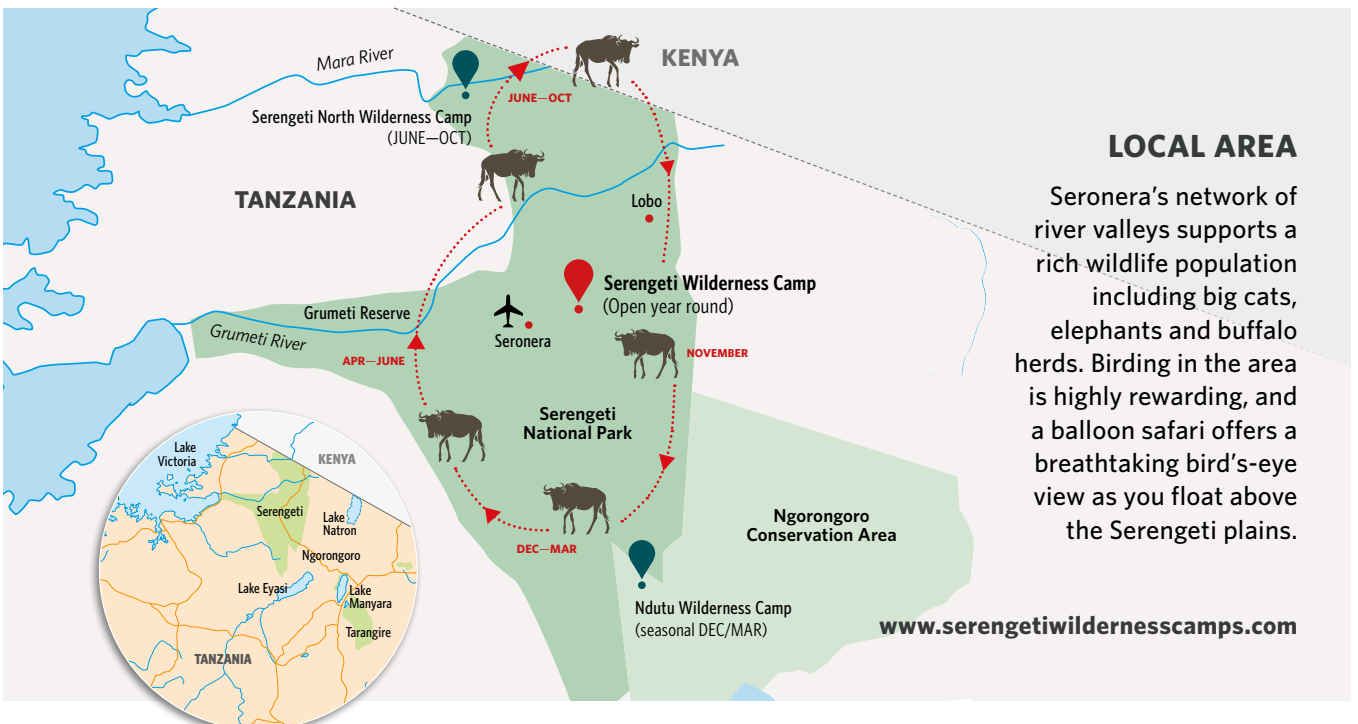 Mara River
KENYA
JUNE—OCT
Serengeti North Wilderness Camp
(JUNE—OCT)
TANZANIA
Lobo
Serengeti Wilderness Camp
(Open year round)
Grumeti Reserve
Grumeti River
Seronera
APR—JUNE
NOVEMBER
Serengeti
National Park
DEC—MAR
Ngorongoro
Conservation Area
Ndutu Wilderness Camp
(seasonal DEC/MAR)
LOCAL AREA
Seronera’s network of
river valleys supports a
rich wildlife population
including big cats,
elephants and buffalo
herds. Birding in the area
is highly rewarding, and
a balloon safari offers a
breathtaking bird’s-eye
view as you float above
the Serengeti plains.
www.serengetiwildernesscamps.com
Lake
Victoria
KENYA
Serengeti
Lake
Natron
Ngorongoro
Lake Eyasi
Lake
Manyara
Tarangire
TANZANIA